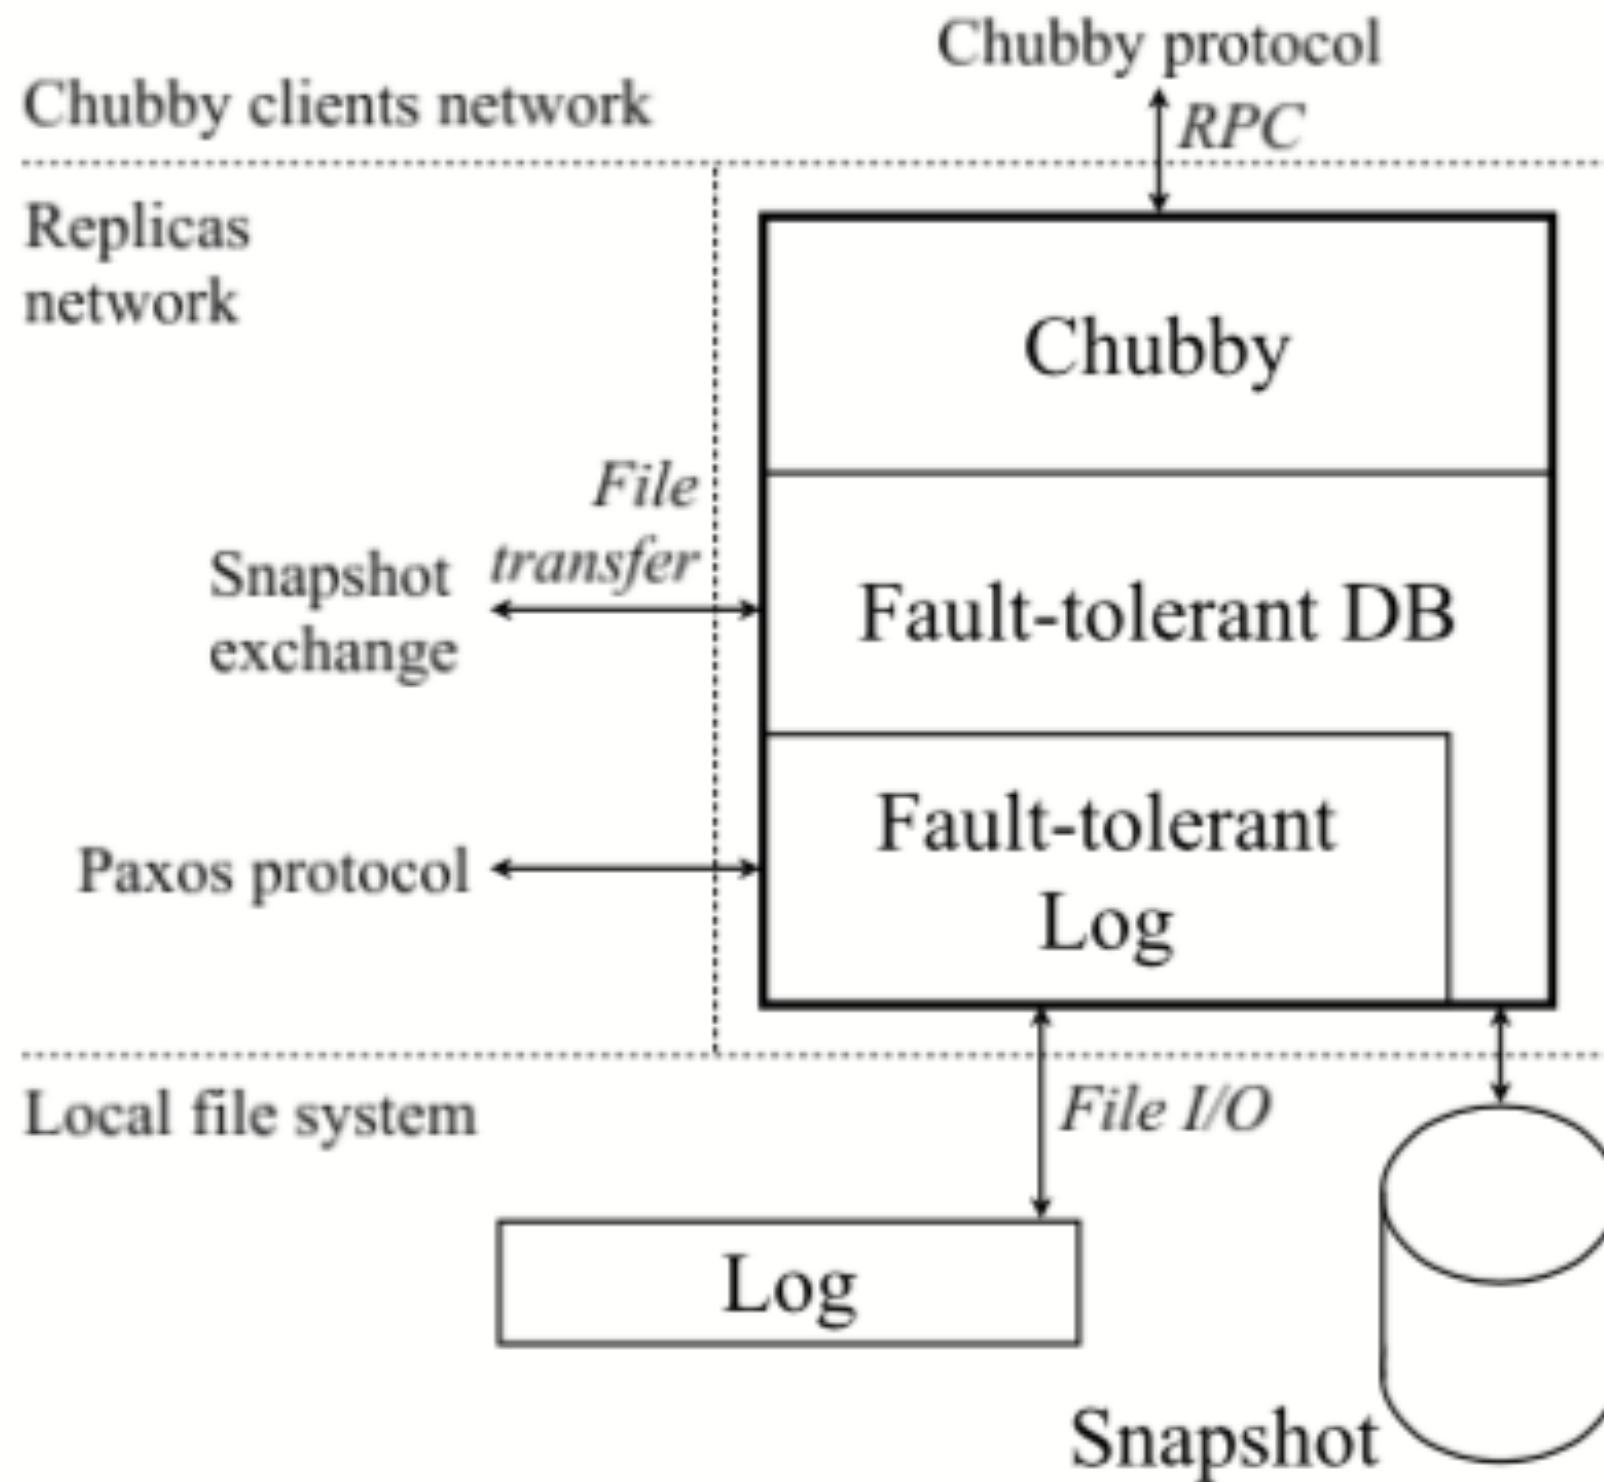 Chubby protocol
Chubby clients network
RPC
Replicas
network
Chubby
File
transfer
Snapshot
exchange
Fault-tolerant DB
Fault-tolerant
Log
Paxos protocol
Local file system
File I/O
Log
Snapshot